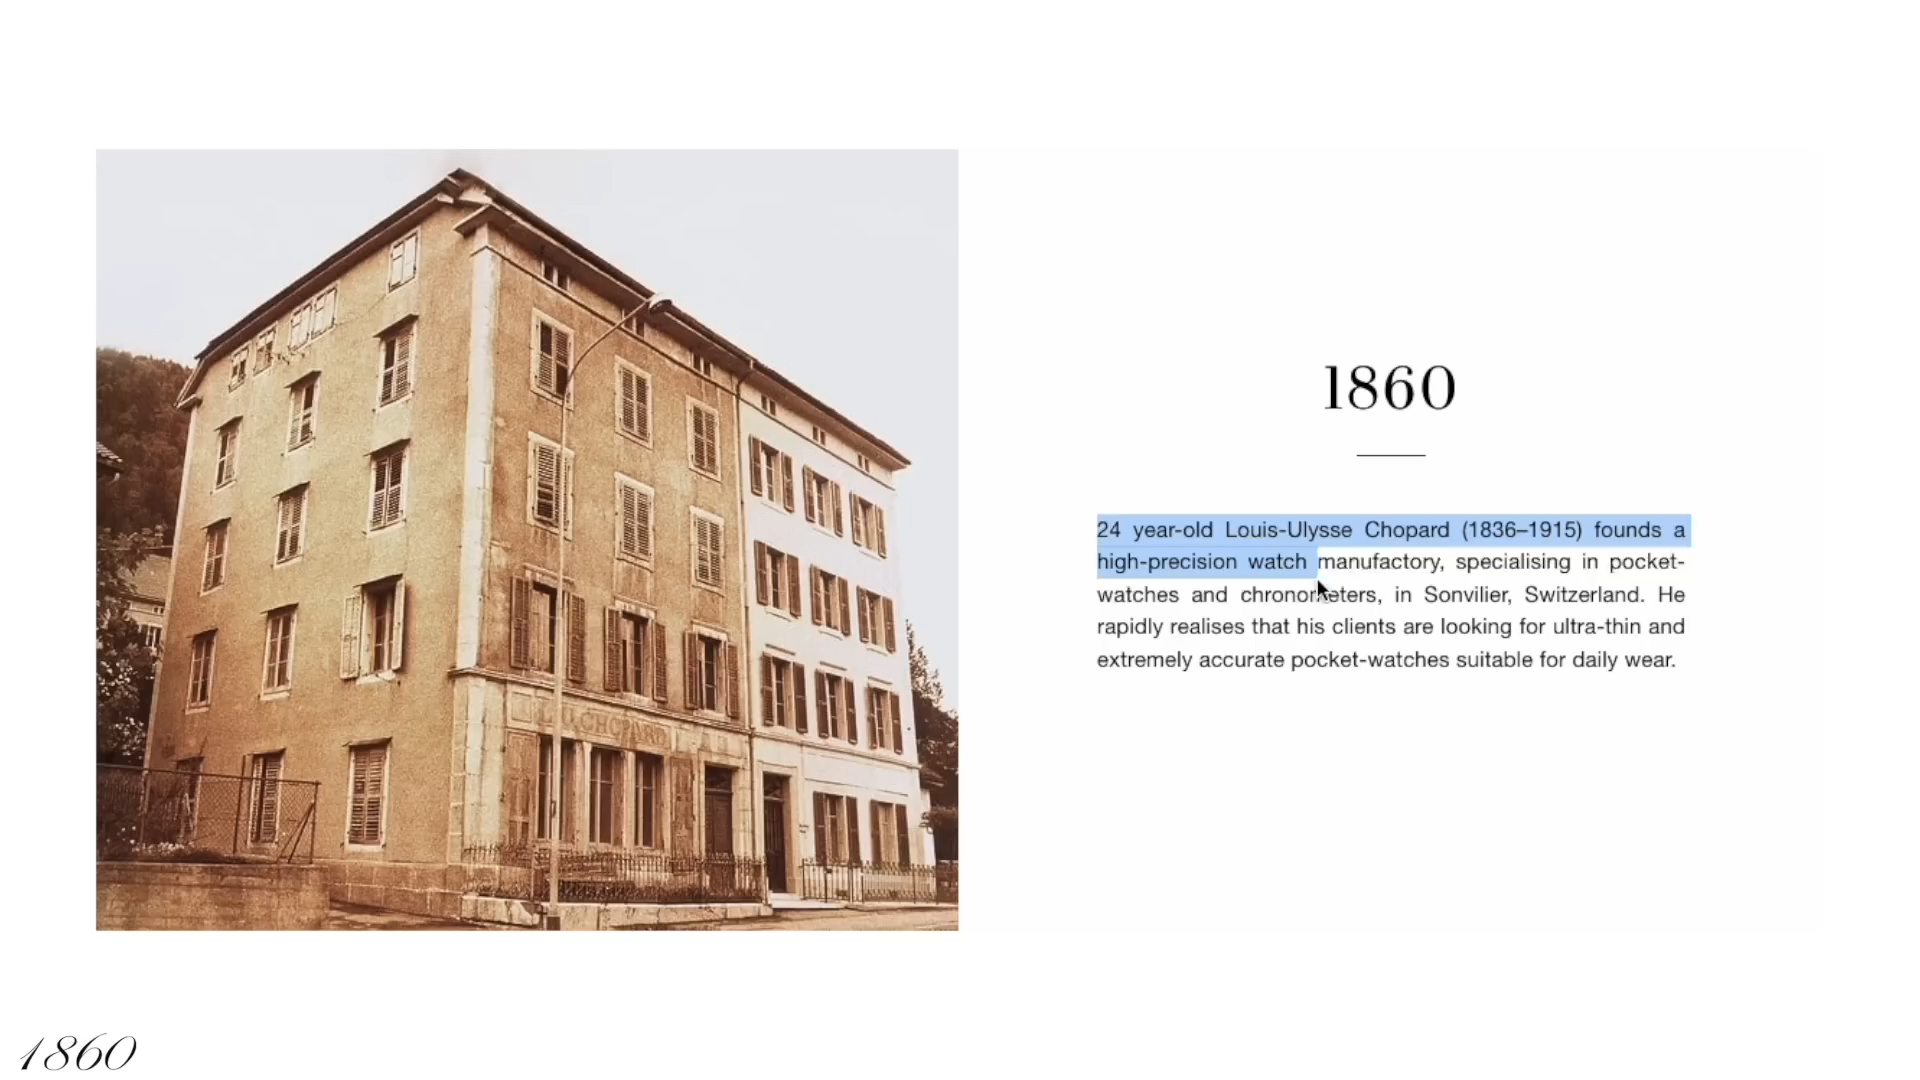 L.U.CHOPARD
1860
24 year-old Louis-Ulysse Chopard (1836–1915) founds a
high-precision watch manufactory, specialising in pocket-
watches and chronometers, in Sonvilier, Switzerland. He
rapidly realises that his clients are looking for ultra-thin and
extremely accurate pocket-watches suitable for daily wear.
1860